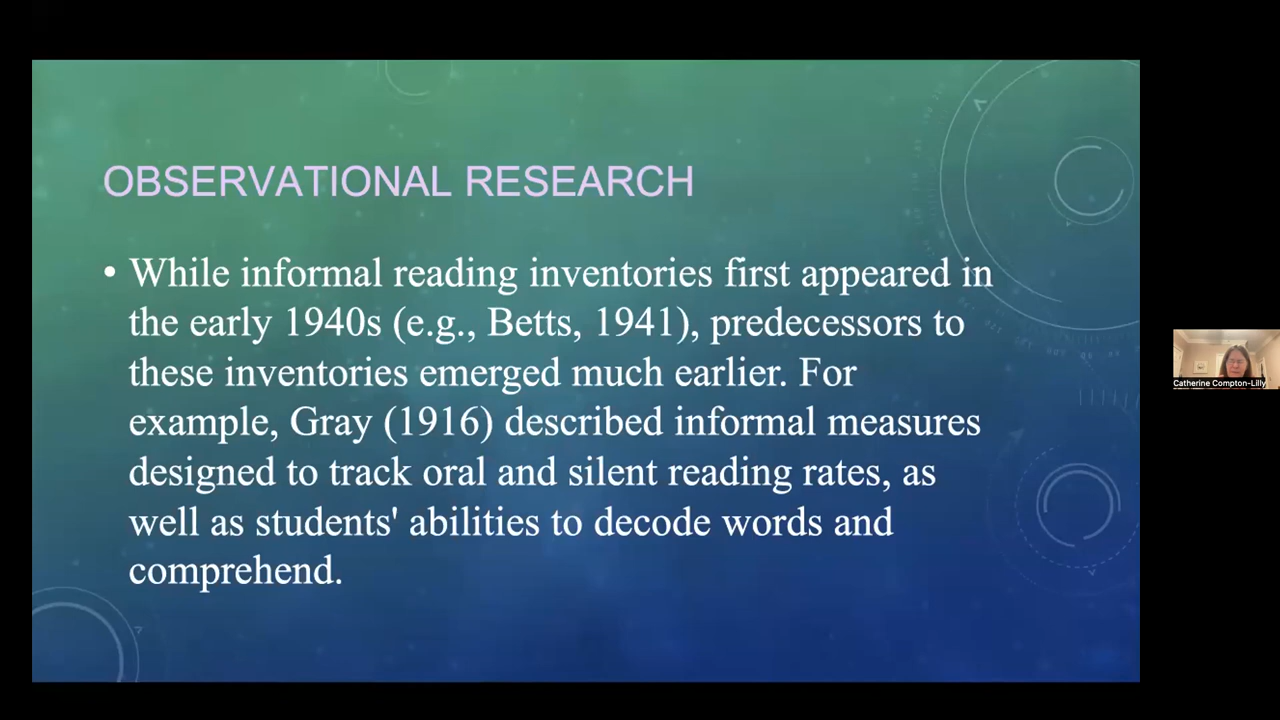 OBSERVATIONAL RESEARCH
• While informal reading inventories first appeared in
the early 1940s (e.g., Betts, 1941), predecessors to
these inventories emerged much earlier. For
example, Gray (1916) described informal measures
designed to track oral and silent reading rates, as
well as students' abilities to decode words and
comprehend.
Catherine Compton-Lilly